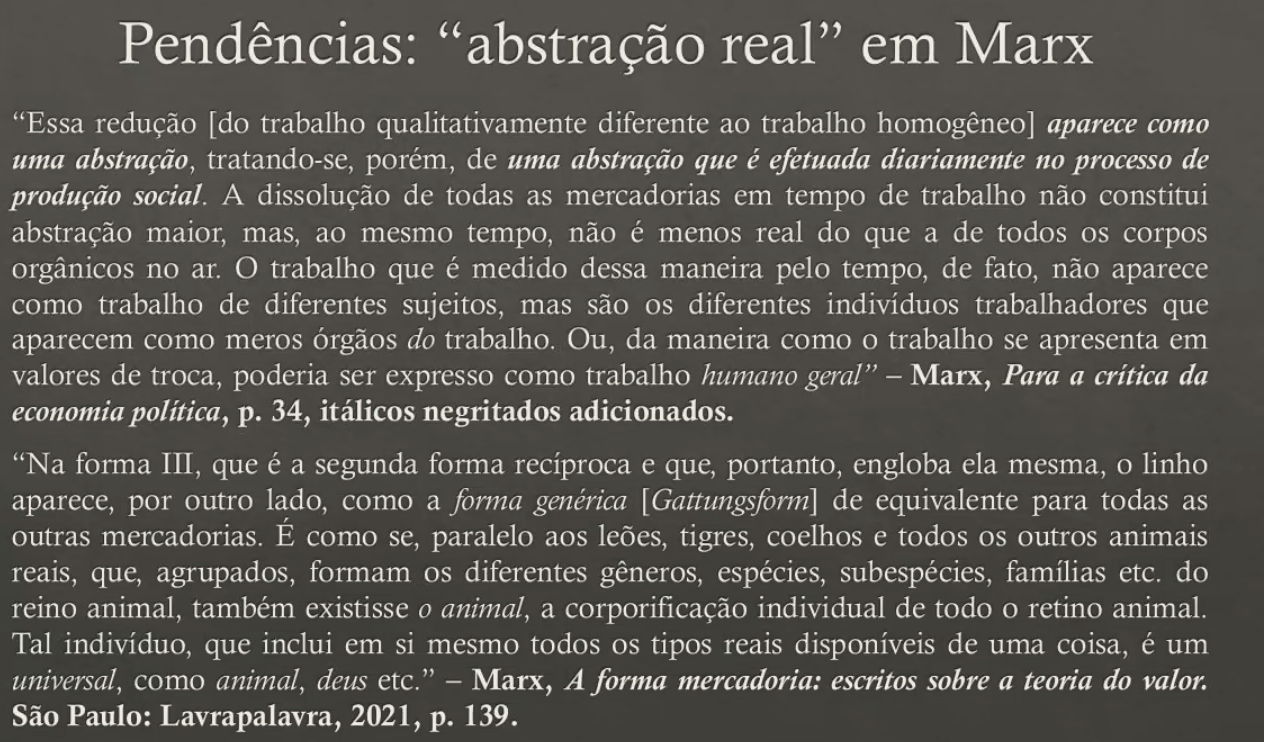 Pendências: “abstração real” em Marx
“Essa redução [do trabalho qualitativamente diferente ao trabalho homogêneo] aparece como
uma abstração, tratando-se, porém, de uma abstração que é efetuada diariamente no processo de
produção social. A dissolução de todas as mercadorias em tempo de trabalho não constitui
abstração maior, mas, ao mesmo tempo, não é menos real do que a de todos os corpos
orgânicos no ar. O trabalho que é medido dessa maneira pelo tempo, de fato, não aparece
como trabalho de diferentes sujeitos, mas são os diferentes indivíduos trabalhadores que
aparecem como meros órgãos do trabalho. Ou, da maneira como o trabalho se apresenta em
valores de troca, poderia ser expresso como trabalho humano geral” – Marx, Para a crítica da
economia política, p. 34, itálicos negritados adicionados.
“Na forma III, que é a segunda forma recíproca e que, portanto, engloba ela mesma, o linho
aparece, por outro lado, como a forma genérica [Gattungsform] de equivalente para todas as
outras mercadorias. É como se, paralelo aos leões, tigres, coelhos e todos os outros animais
reais, que, agrupados, formam os diferentes gêneros, espécies, subespécies, famílias etc. do
reino animal, também existisse o animal, a corporificação individual de todo o retino animal.
Tal indivíduo, que inclui em si mesmo todos os tipos reais disponíveis de uma coisa, é um
universal, como animal, deus etc.” – Marx, A forma mercadoria: escritos sobre a teoria do valor.
São Paulo: Lavrapalavra, 2021, p. 139.